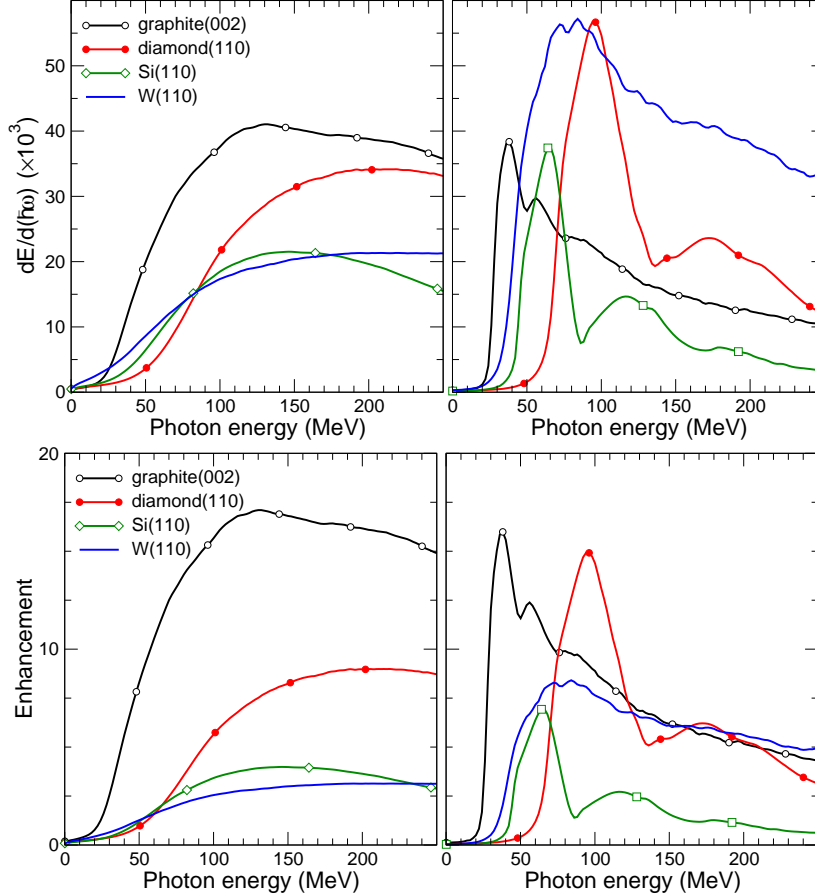 graphite(002)
diamond(110)
Si(110)
W(110)
dE/d(ħω) (×10³)
0
10
20
30
40
50
0 50 100 150 200
Photon energy (MeV)
0 50 100 150 200
Photon energy (MeV)
graphite(002)
diamond(110)
Si(110)
W(110)
Enhancement
0
10
20
0 50 100 150 200
Photon energy (MeV)
0 50 100 150 200
Photon energy (MeV)